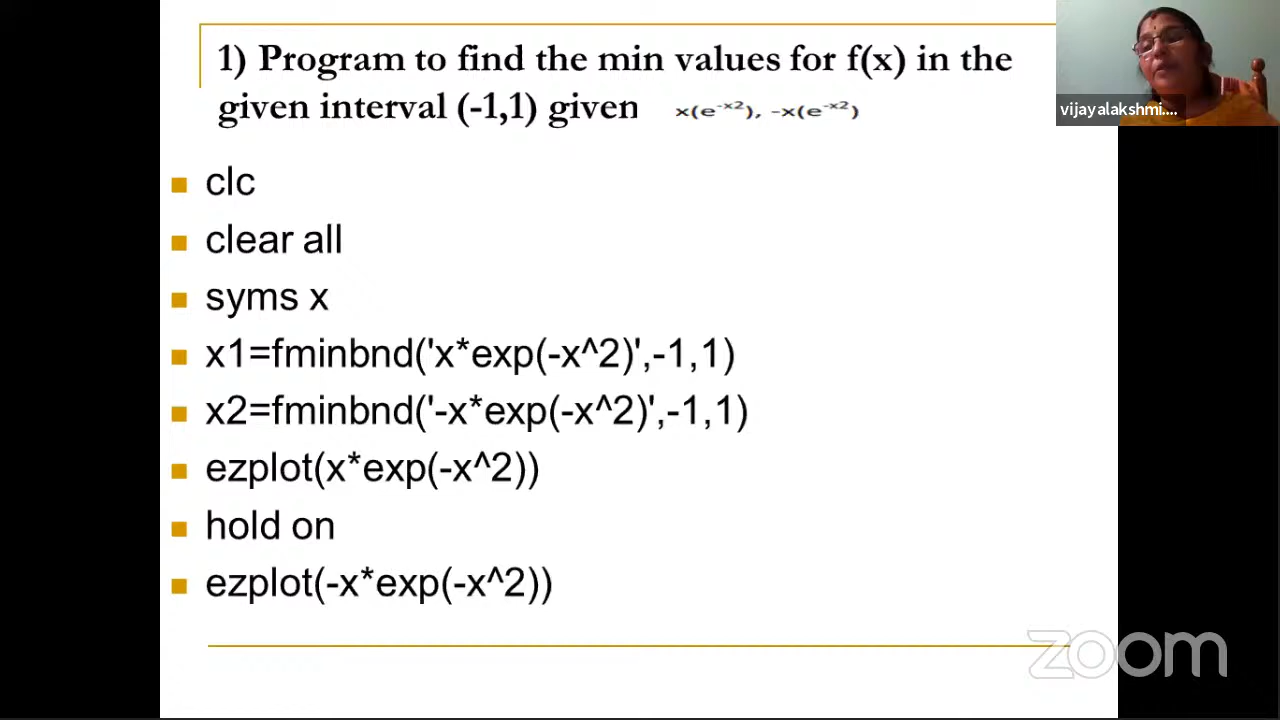 1) Program to find the min values for f(x) in the
given interval (-1,1) given x(e^-x2), -x(e^-x2)
clc
clear all
syms x
x1=fminbnd('x*exp(-x^2)',-1,1)
x2=fminbnd('-x*exp(-x^2)',-1,1)
ezplot(x*exp(-x^2))
hold on
ezplot(-x*exp(-x^2))
vijayalakshmi....
zoom